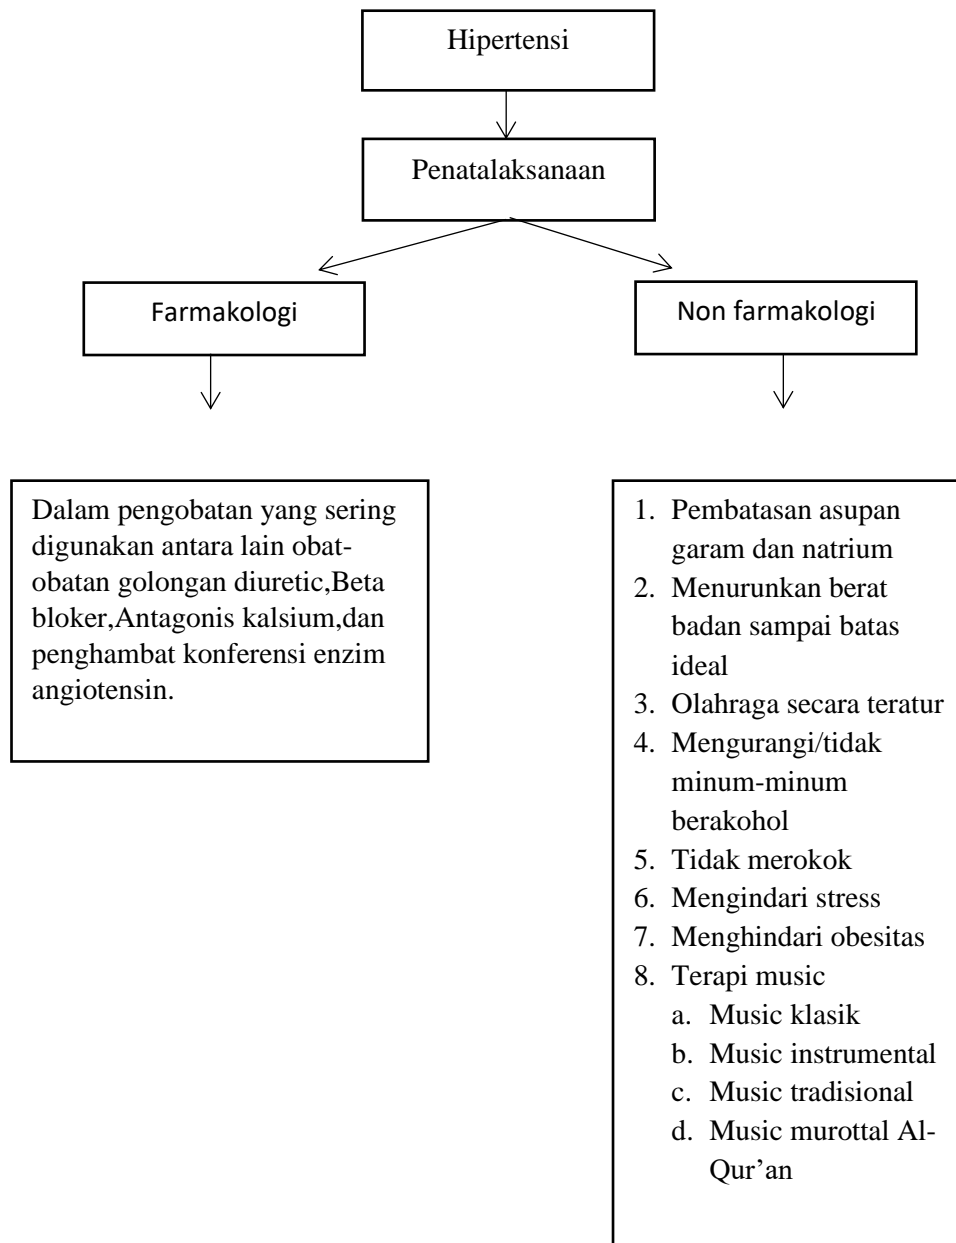 Hipertensi
Penatalaksanaan
Farmakologi
Non farmakologi
Dalam pengobatan yang sering
digunakan antara lain obat-
obatan golongan diuretic,Beta
bloker,Antagonis kalsium,dan
penghambat konferensi enzim
angiotensin.
1. Pembatasan asupan
garam dan natrium
2. Menurunkan berat
badan sampai batas
ideal
3. Olahraga secara teratur
4. Mengurangi/tidak
minum-minum
berakohol
5. Tidak merokok
6. Mengindari stress
7. Menghindari obesitas
8. Terapi music
a. Music klasik
b. Music instrumental
c. Music tradisional
d. Music murottal Al-
Qur’an